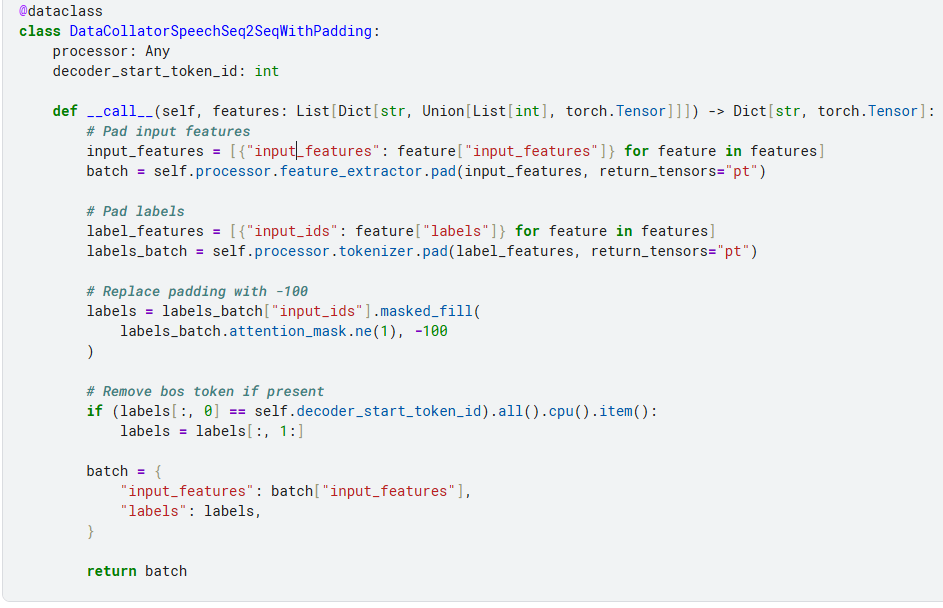 @dataclass
class DataCollatorSpeechSeq2SeqWithPadding:
    processor: Any
    decoder_start_token_id: int

    def __call__(self, features: List[Dict[str, Union[List[int], torch.Tensor]]]) -> Dict[str, torch.Tensor]:
        # Pad input features
        input_features = [{"input_features": feature["input_features"]} for feature in features]
        batch = self.processor.feature_extractor.pad(input_features, return_tensors="pt")

        # Pad labels
        label_features = [{"input_ids": feature["labels"]} for feature in features]
        labels_batch = self.processor.tokenizer.pad(label_features, return_tensors="pt")

        # Replace padding with -100
        labels = labels_batch["input_ids"].masked_fill(
            labels_batch.attention_mask.ne(1), -100
        )

        # Remove bos token if present
        if (labels[:, 0] == self.decoder_start_token_id).all().cpu().item():
            labels = labels[:, 1:]

        batch = {
            "input_features": batch["input_features"],
            "labels": labels,
        }

        return batch